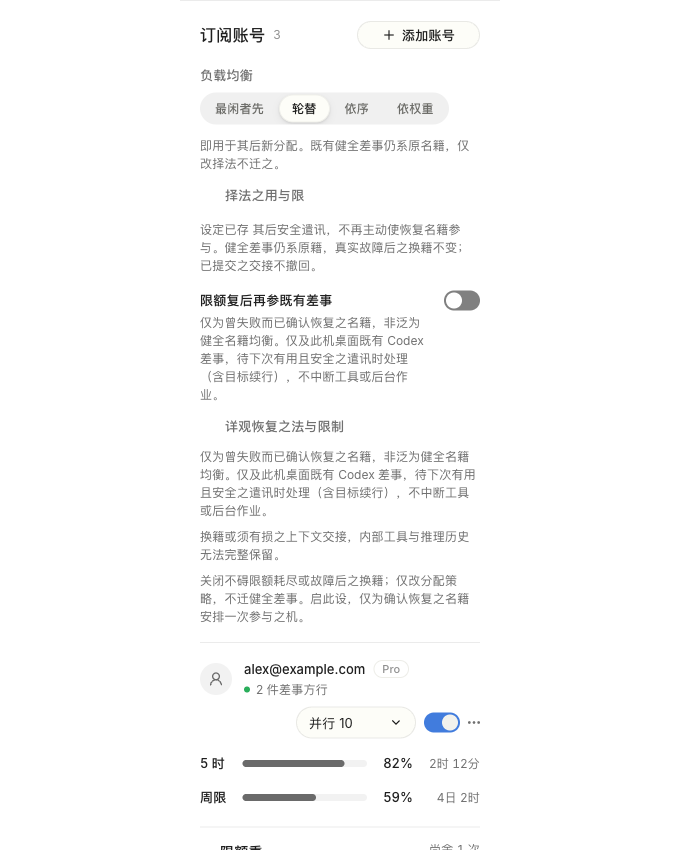 订阅账号 3
添加账号
负载均衡
最闲者先 轮替 依序 依权重
即用于其后新分配。既有健全差事仍系原名籍，仅
改择法不迁之。
择法之用与限
设定已存 其后安全遣讯，不再主动使恢复名籍参
与。健全差事仍系原籍，真实故障后之换籍不变；
已提交之交接不撤回。
限额复后再参既有差事
仅为曾失败而已确认恢复之名籍，非泛为
健全名籍均衡。仅及此机桌面既有 Codex
差事，待下次有用且安全之遣讯时处理
（含目标续行），不中断工具或后台作
业。
详观恢复之法与限制
仅为曾失败而已确认恢复之名籍，非泛为健全名籍
均衡。仅及此机桌面既有 Codex 差事，待下次有用
且安全之遣讯时处理（含目标续行），不中断工具
或后台作业。
换籍或须有损之上下文交接，内部工具与推理历史
无法完整保留。
关闭不碍限额耗尽或故障后之换籍；仅改分配策
略，不迁健全差事。启此设，仅为确认恢复之名籍
安排一次参与之机。
alex@example.com Pro
2 件差事方行
并行 10
5 时 82% 2时 12分
周限 59% 4日 2时